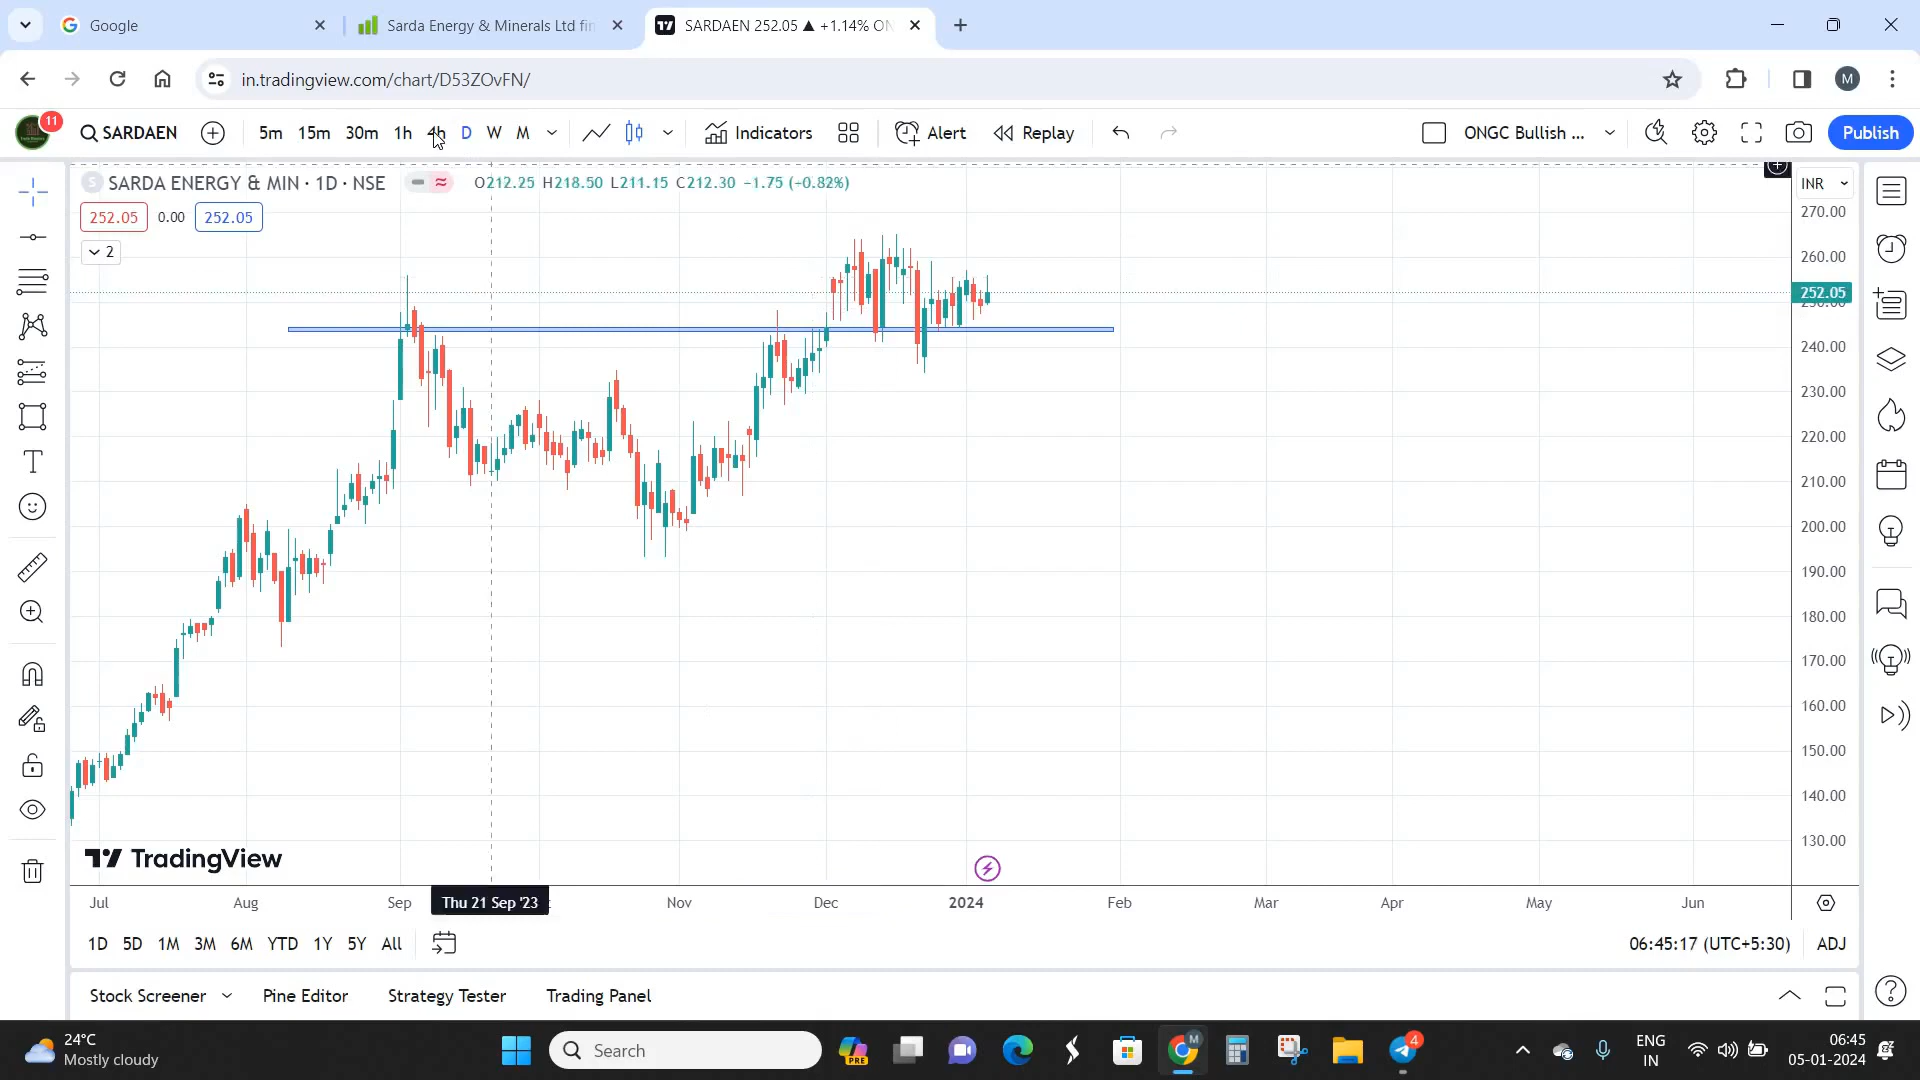 Google
Sarda Energy & Minerals Ltd fin
SARDAEN 252.05 ▲ +1.14% ON
in.tradingview.com/chart/D53ZOvFN/
M
11
SARDAEN
5m 15m 30m 1h 4h D W M
Indicators
Alert
Replay
ONGC Bullish ...
Publish
S SARDA ENERGY & MIN · 1D · NSE
O212.25 H218.50 L211.15 C212.30 −1.75 (−0.82%)
INR
252.05 0.00 252.05
2
270.00
260.00
252.05
240.00
230.00
220.00
210.00
200.00
190.00
180.00
170.00
160.00
150.00
140.00
130.00
TradingView
Jul Aug Sep Thu 21 Sep '23 Nov Dec 2024 Feb Mar Apr May Jun
1D 5D 1M 3M 6M YTD 1Y 5Y All
06:45:17 (UTC+5:30) ADJ
Stock Screener Pine Editor Strategy Tester Trading Panel
24°C
Mostly cloudy
Search
PRE
M
4
ENG
IN
06:45
05-01-2024